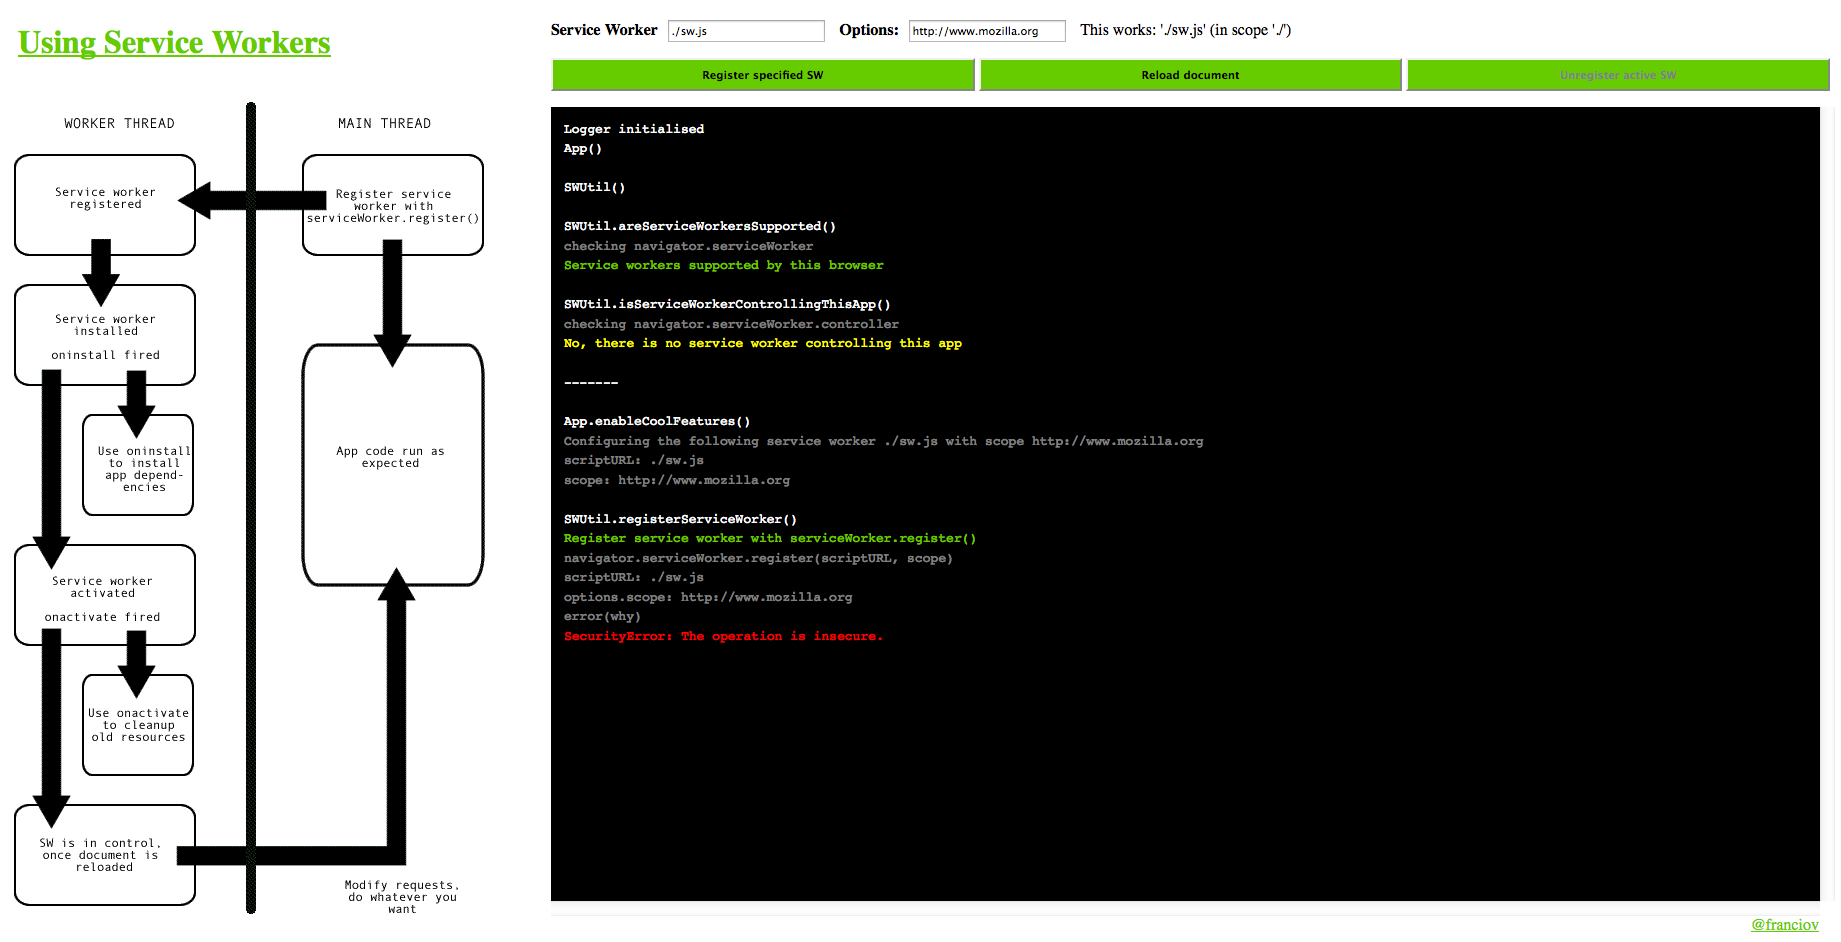 Using Service Workers
Service Worker ./sw.js Options: http://www.mozilla.org This works: './sw.js' (in scope './')
Register specified SW Reload document Unregister active SW
WORKER THREAD
MAIN THREAD
Service worker
registered
Register service
worker with
serviceWorker.register()
Service worker
installed
oninstall fired
Use oninstall
to install
app depend-
encies
App code run as
expected
Service worker
activated
onactivate fired
Use onactivate
to cleanup
old resources
SW is in control,
once document is
reloaded
Modify requests,
do whatever you
want
Logger initialised
App()
SWUtil()
SWUtil.areServiceWorkersSupported()
checking navigator.serviceWorker
Service workers supported by this browser
SWUtil.isServiceWorkerControllingThisApp()
checking navigator.serviceWorker.controller
No, there is no service worker controlling this app
-------
App.enableCoolFeatures()
Configuring the following service worker ./sw.js with scope http://www.mozilla.org
scriptURL: ./sw.js
scope: http://www.mozilla.org
SWUtil.registerServiceWorker()
Register service worker with serviceWorker.register()
navigator.serviceWorker.register(scriptURL, scope)
scriptURL: ./sw.js
options.scope: http://www.mozilla.org
error(why)
SecurityError: The operation is insecure.
@franciov